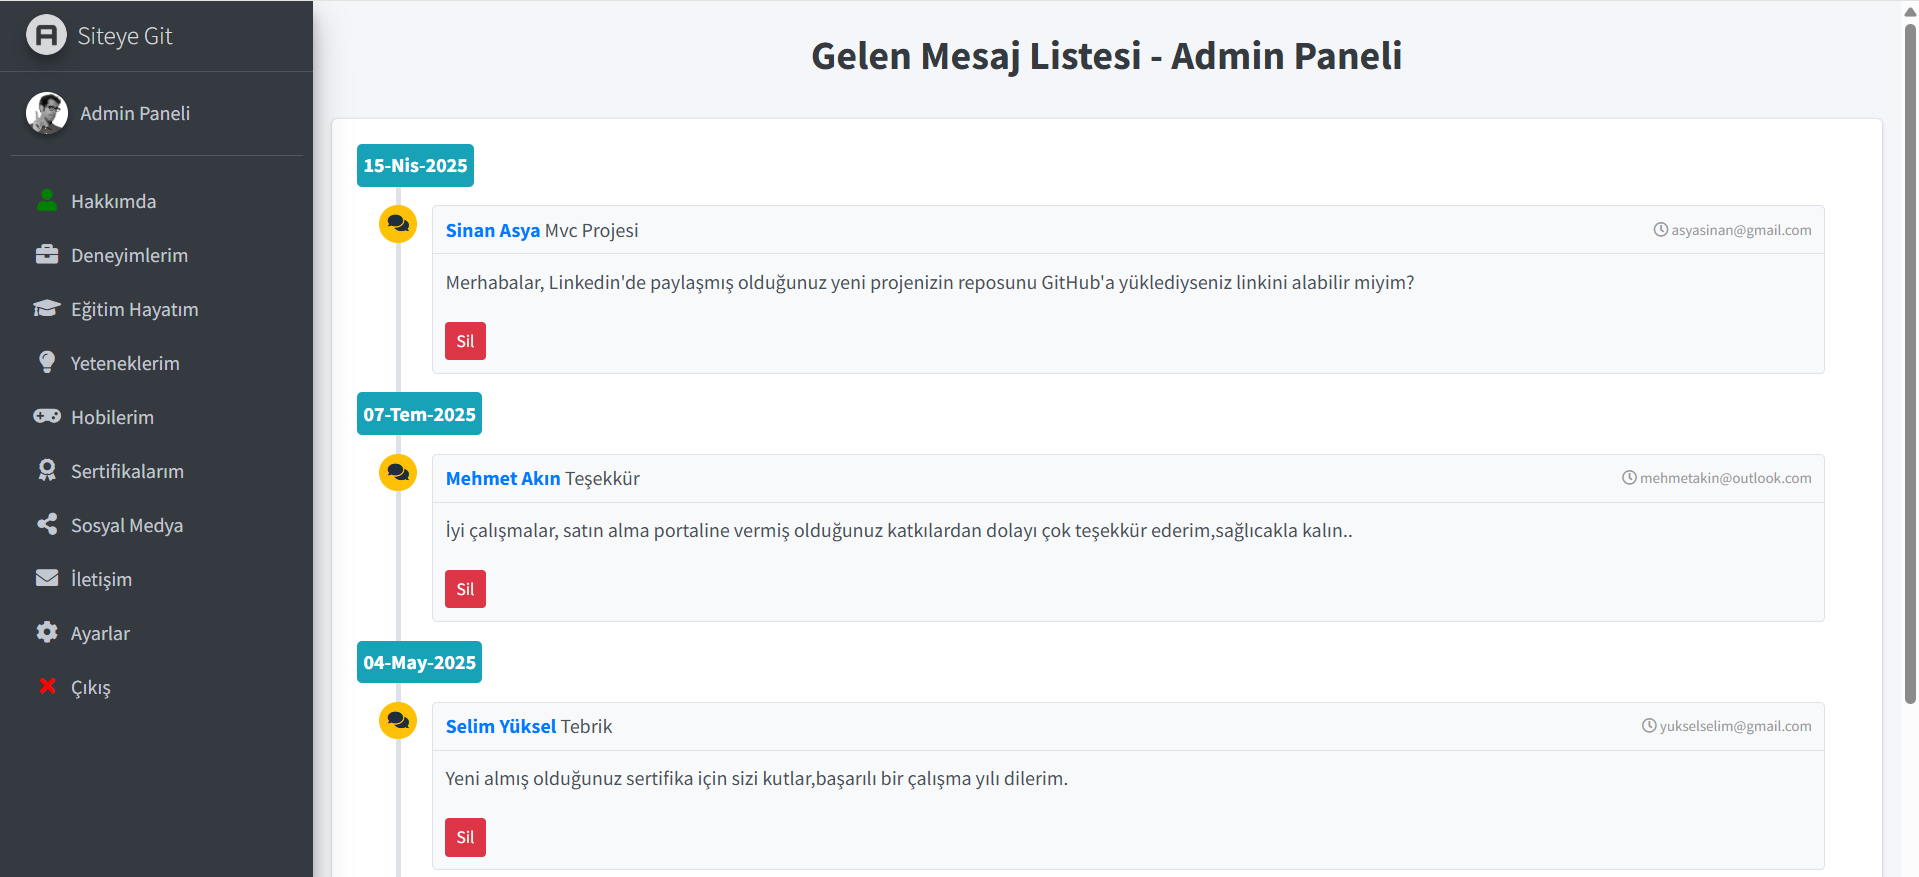 Siteye Git
Admin Paneli
Hakkımda
Deneyimlerim
Eğitim Hayatım
Yeteneklerim
Hobilerim
Sertifikalarım
Sosyal Medya
İletişim
Ayarlar
Çıkış
Gelen Mesaj Listesi - Admin Paneli
15-Nis-2025
Sinan Asya Mvc Projesi
asyasinan@gmail.com
Merhabalar, Linkedin'de paylaşmış olduğunuz yeni projenizin reposunu GitHub'a yüklediyseniz linkini alabilir miyim?
Sil
07-Tem-2025
Mehmet Akın Teşekkür
mehmetakin@outlook.com
İyi çalışmalar, satın alma portaline vermiş olduğunuz katkılardan dolayı çok teşekkür ederim,sağlıcakla kalın..
Sil
04-May-2025
Selim Yüksel Tebrik
yukselselim@gmail.com
Yeni almış olduğunuz sertifika için sizi kutlar,başarılı bir çalışma yılı dilerim.
Sil